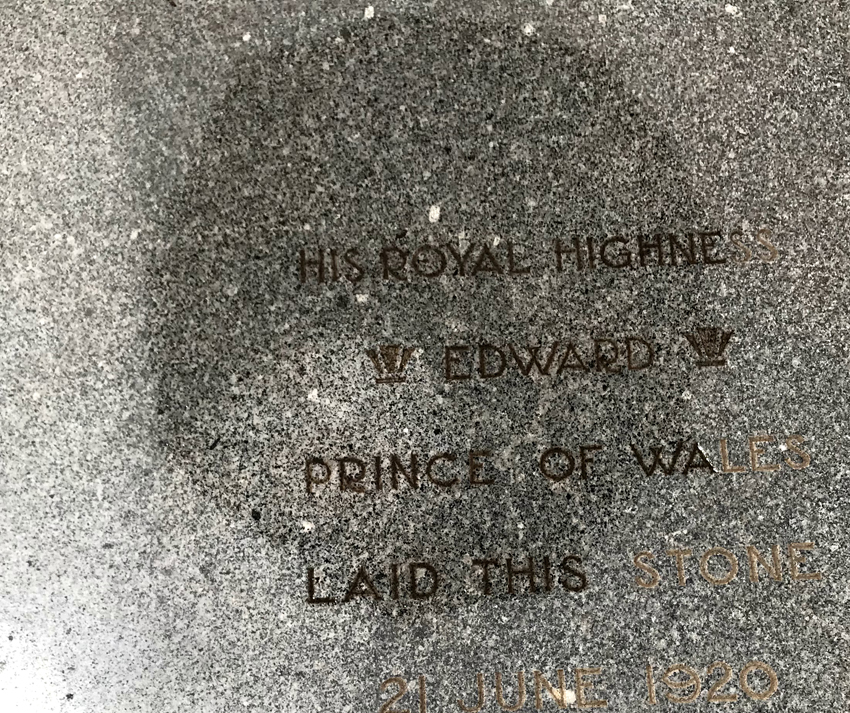 HIS ROYAL HIGHNESS
EDWARD
PRINCE OF WALES
LAID THIS STONE
21 JUNE 1920